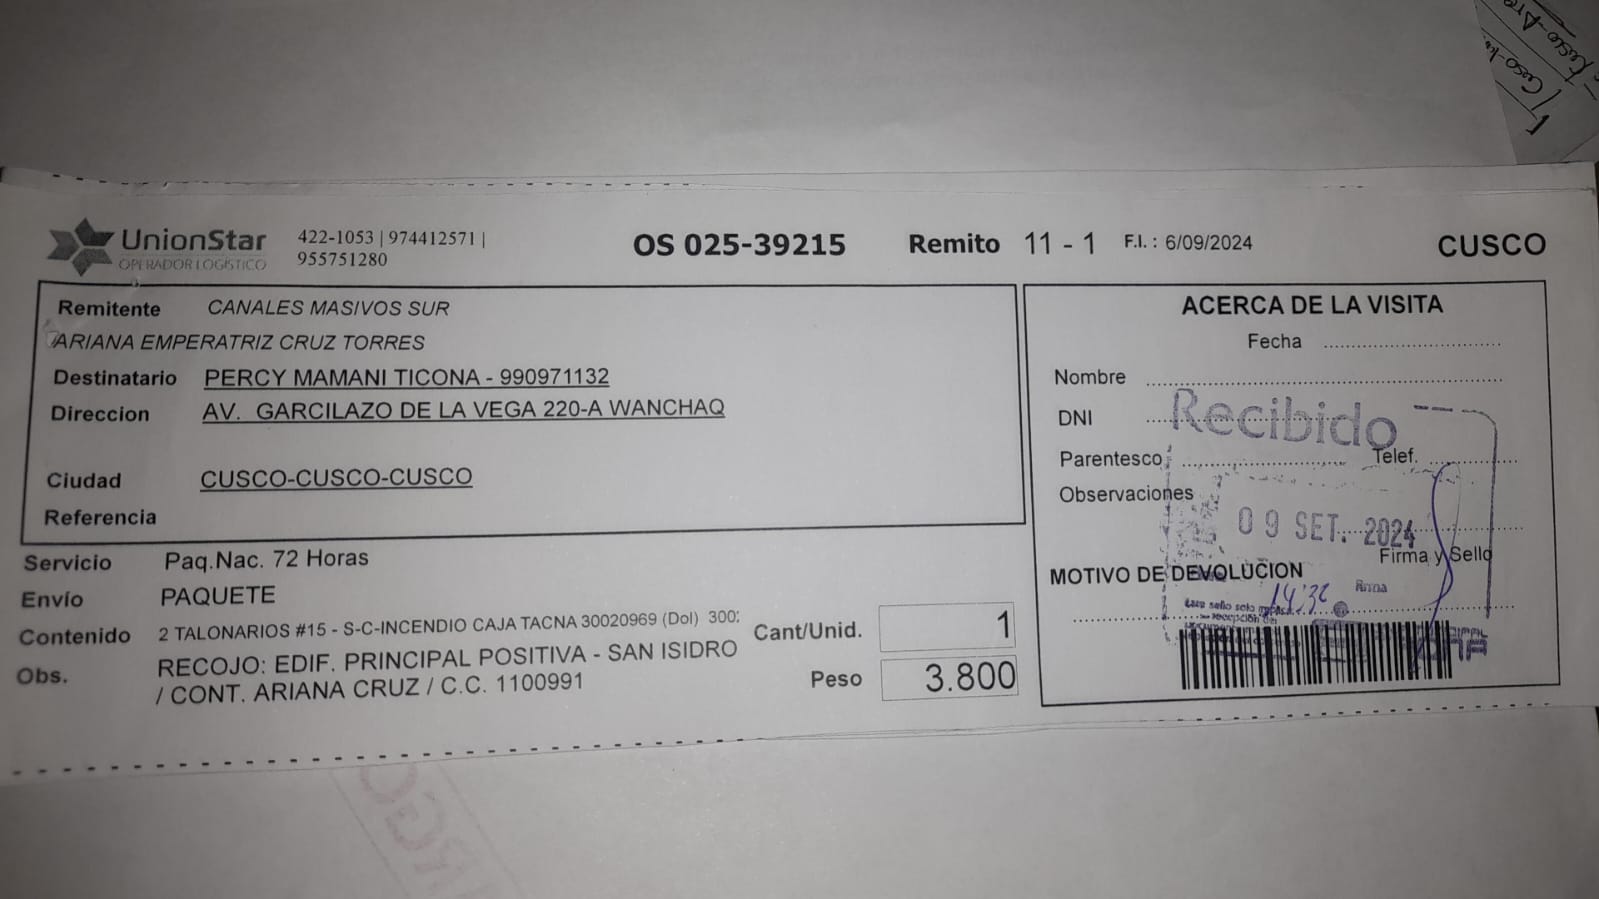 UnionStar
OPERADOR LOGÍSTICO
422-1053 | 974412571 |
955751280
OS 025-39215 Remito 11 - 1 F.I. : 6/09/2024 CUSCO
Remitente CANALES MASIVOS SUR
ARIANA EMPERATRIZ CRUZ TORRES
Destinatario PERCY MAMANI TICONA - 990971132
Direccion AV. GARCILAZO DE LA VEGA 220-A WANCHAQ
Ciudad CUSCO-CUSCO-CUSCO
Referencia
Servicio Paq.Nac. 72 Horas
Envío PAQUETE
Contenido 2 TALONARIOS #15 - S-C-INCENDIO CAJA TACNA 30020969 (Dol) 300:
Obs. RECOJO: EDIF. PRINCIPAL POSITIVA - SAN ISIDRO
/ CONT. ARIANA CRUZ / C.C. 1100991
Cant/Unid. 1
Peso 3.800
ACERCA DE LA VISITA
Fecha
Nombre
DNI
Recibido
Parentesco Telef.
Observaciones
09 SET. 2024
Firma y Sello
MOTIVO DE DEVOLUCION
14:32